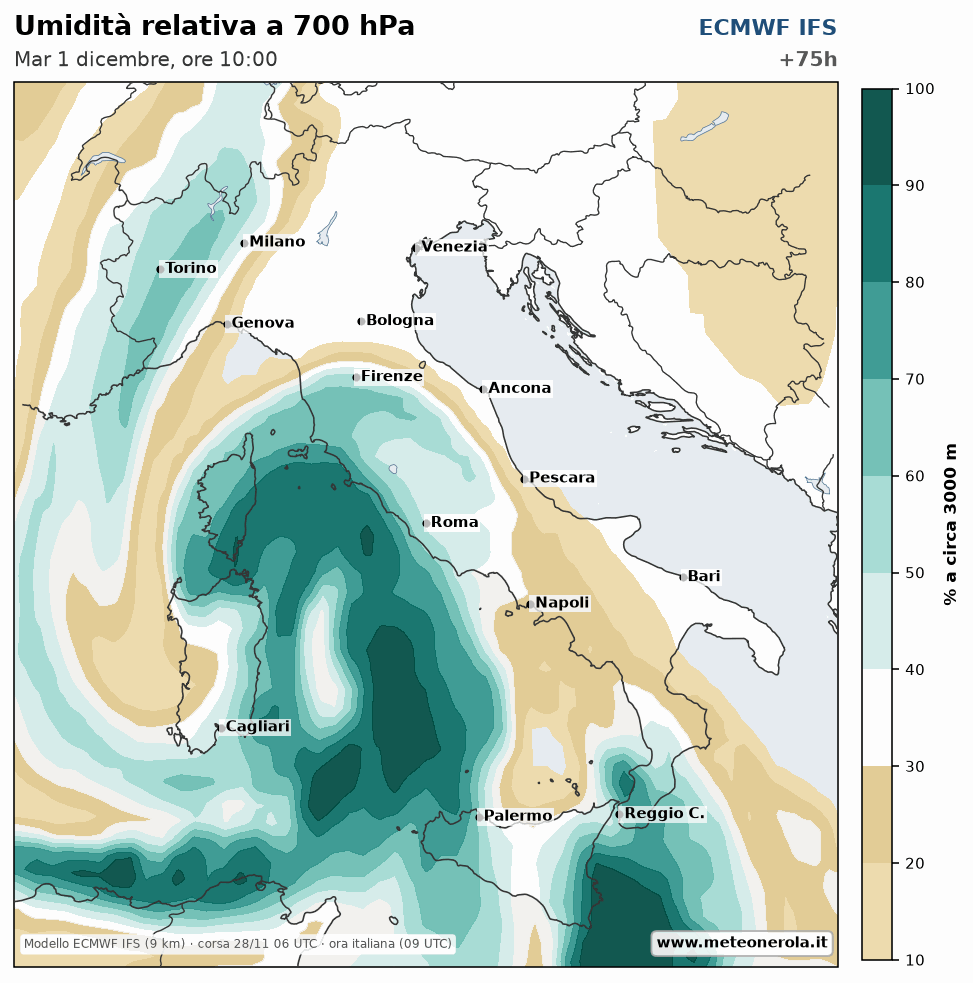 Umidità relativa a 700 hPa
ECMWF IFS
Mar 1 dicembre, ore 10:00
+75h
Milano
Venezia
Torino
Genova
Bologna
Firenze
Ancona
Pescara
Roma
Bari
Napoli
Cagliari
Palermo
Reggio C.
Modello ECMWF IFS (9 km) · corsa 28/11 06 UTC · ora italiana (09 UTC)
www.meteonerola.it
100
90
80
70
60
50
40
30
20
10
% a circa 3000 m